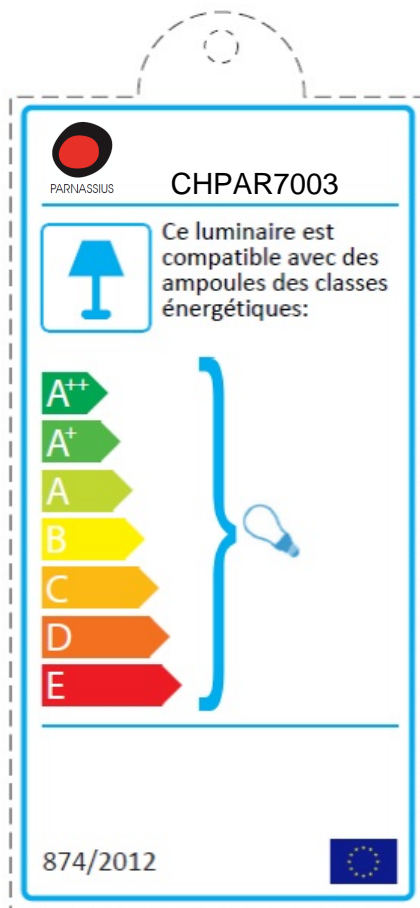 PARNASSIUS
CHPAR7003
Ce luminaire est
compatible avec des
ampoules des classes
énergétiques:
A++
A+
A
B
C
D
E
874/2012